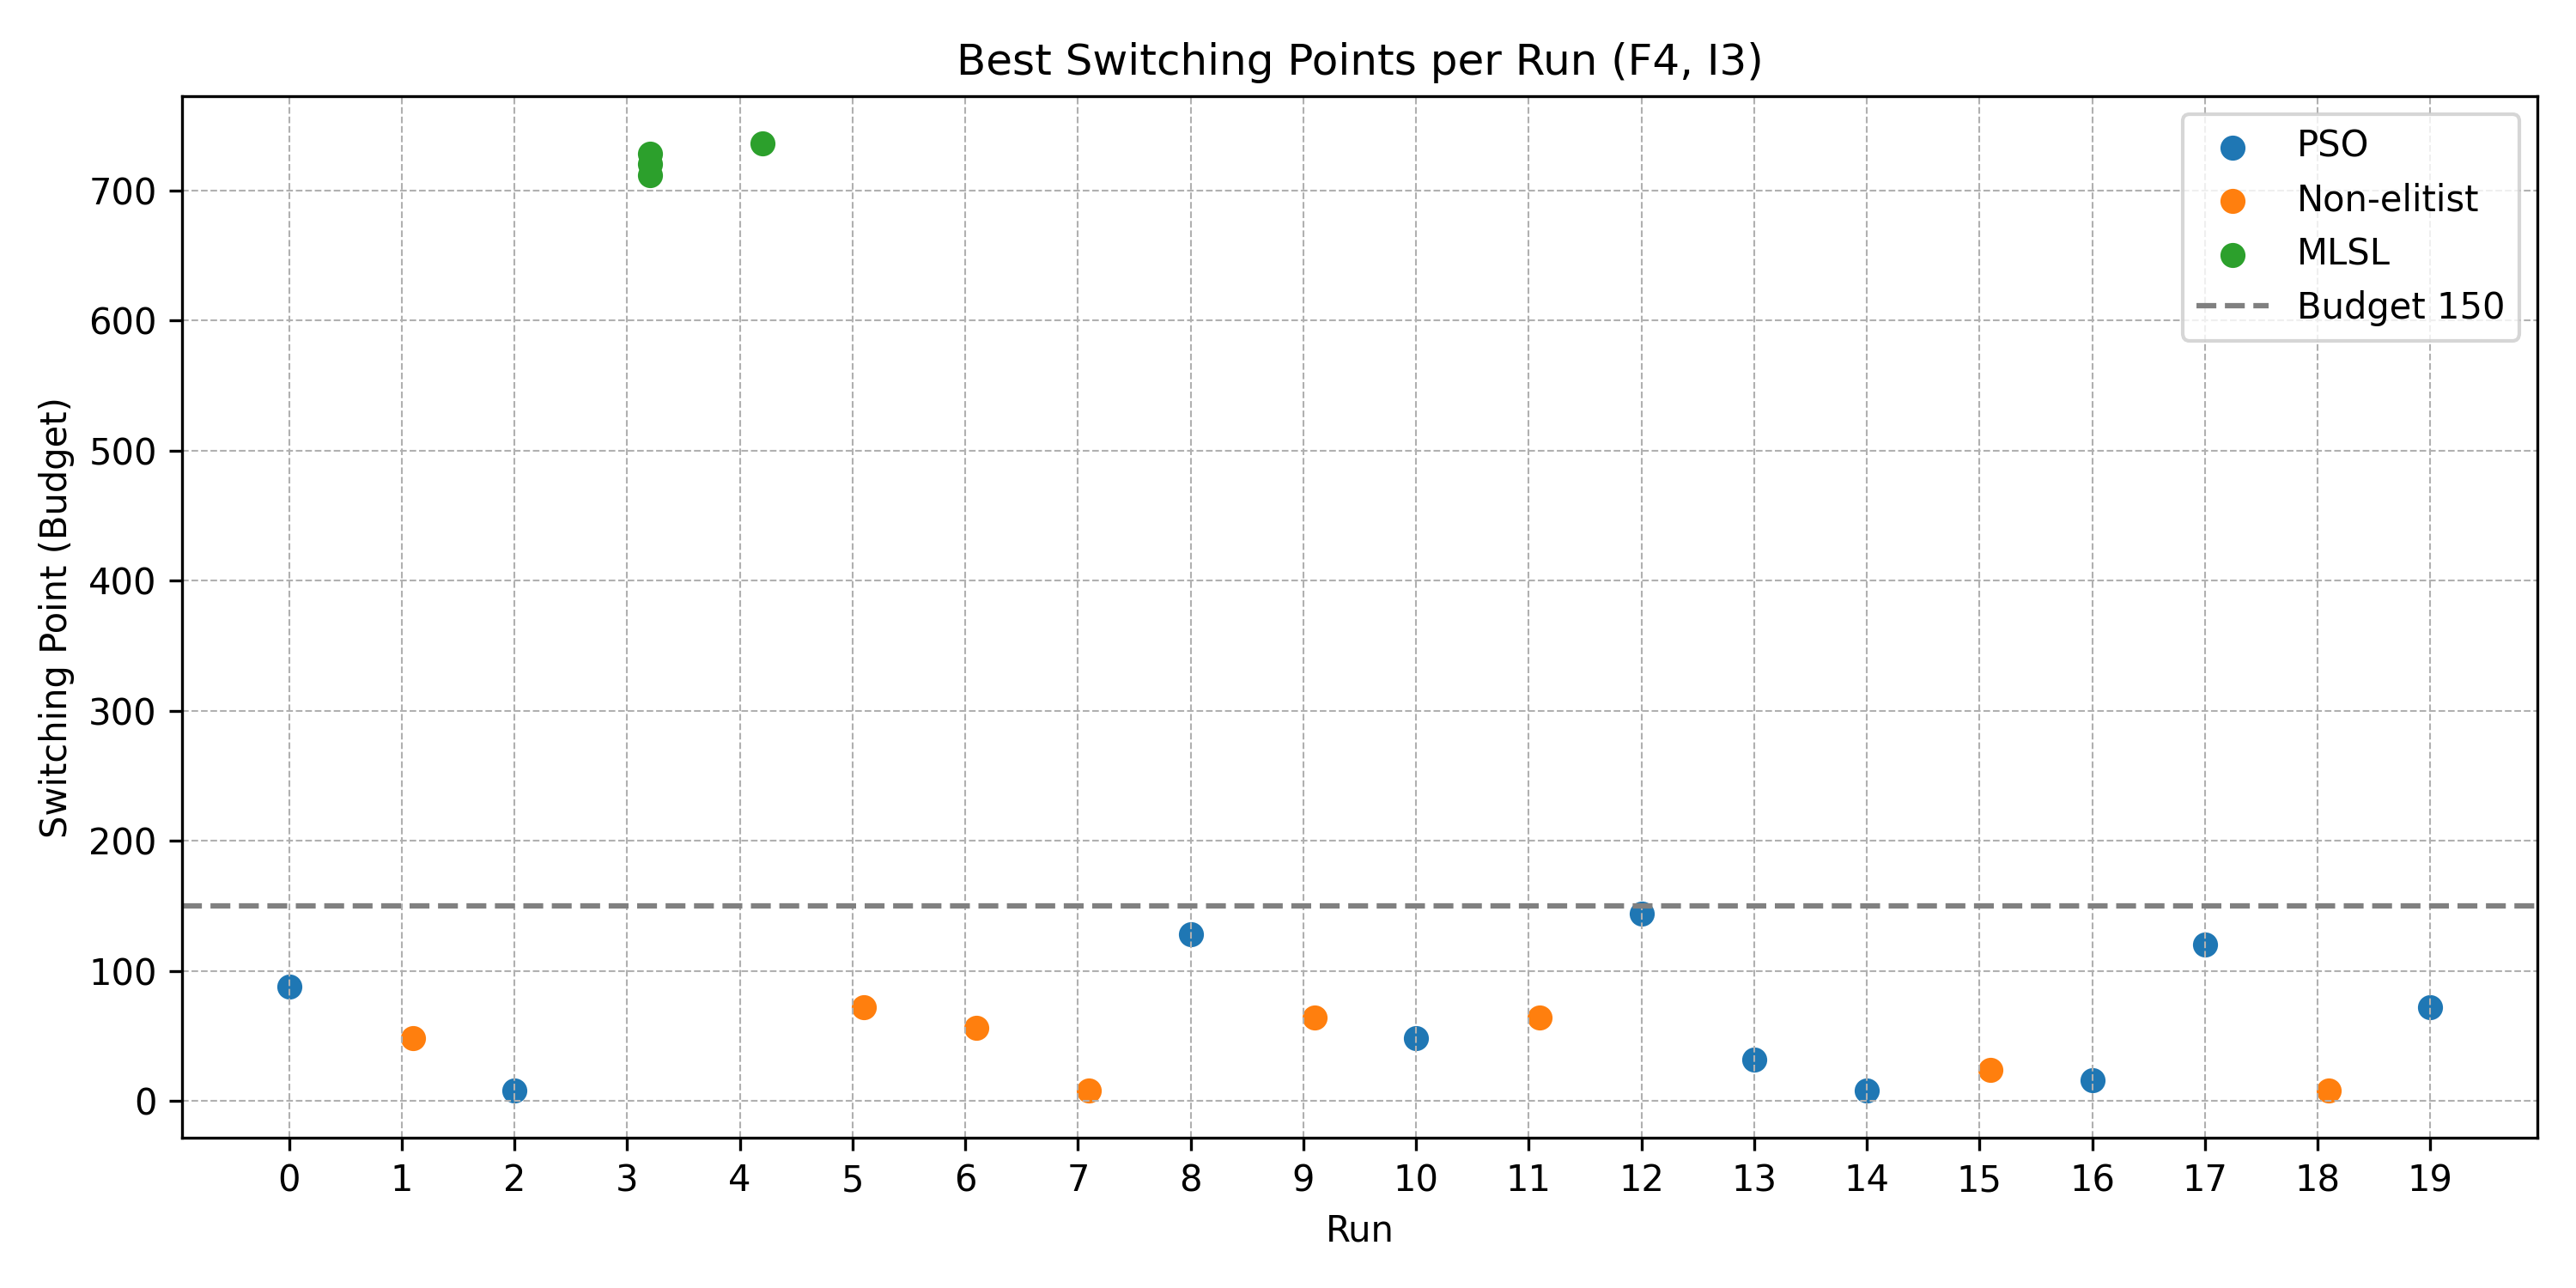 Best Switching Points per Run (F4, I3)
PSO
Non-elitist
MLSL
Budget 150
Switching Point (Budget)
700
600
500
400
300
200
100
0
0 1 2 3 4 5 6 7 8 9 10 11 12 13 14 15 16 17 18 19
Run